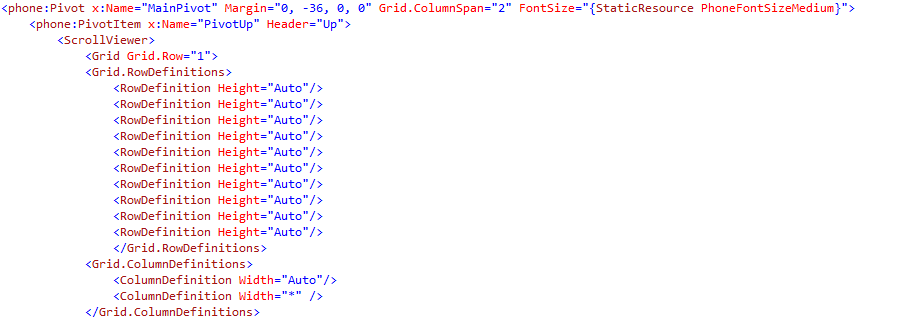 <phone:Pivot x:Name="MainPivot" Margin="0, -36, 0, 0" Grid.ColumnSpan="2" FontSize="{StaticResource PhoneFontSizeMedium}">
<phone:PivotItem x:Name="PivotUp" Header="Up">
<ScrollViewer>
<Grid Grid.Row="1">
<Grid.RowDefinitions>
<RowDefinition Height="Auto"/>
<RowDefinition Height="Auto"/>
<RowDefinition Height="Auto"/>
<RowDefinition Height="Auto"/>
<RowDefinition Height="Auto"/>
<RowDefinition Height="Auto"/>
<RowDefinition Height="Auto"/>
<RowDefinition Height="Auto"/>
<RowDefinition Height="Auto"/>
<RowDefinition Height="Auto"/>
</Grid.RowDefinitions>
<Grid.ColumnDefinitions>
<ColumnDefinition Width="Auto"/>
<ColumnDefinition Width="*" />
</Grid.ColumnDefinitions>